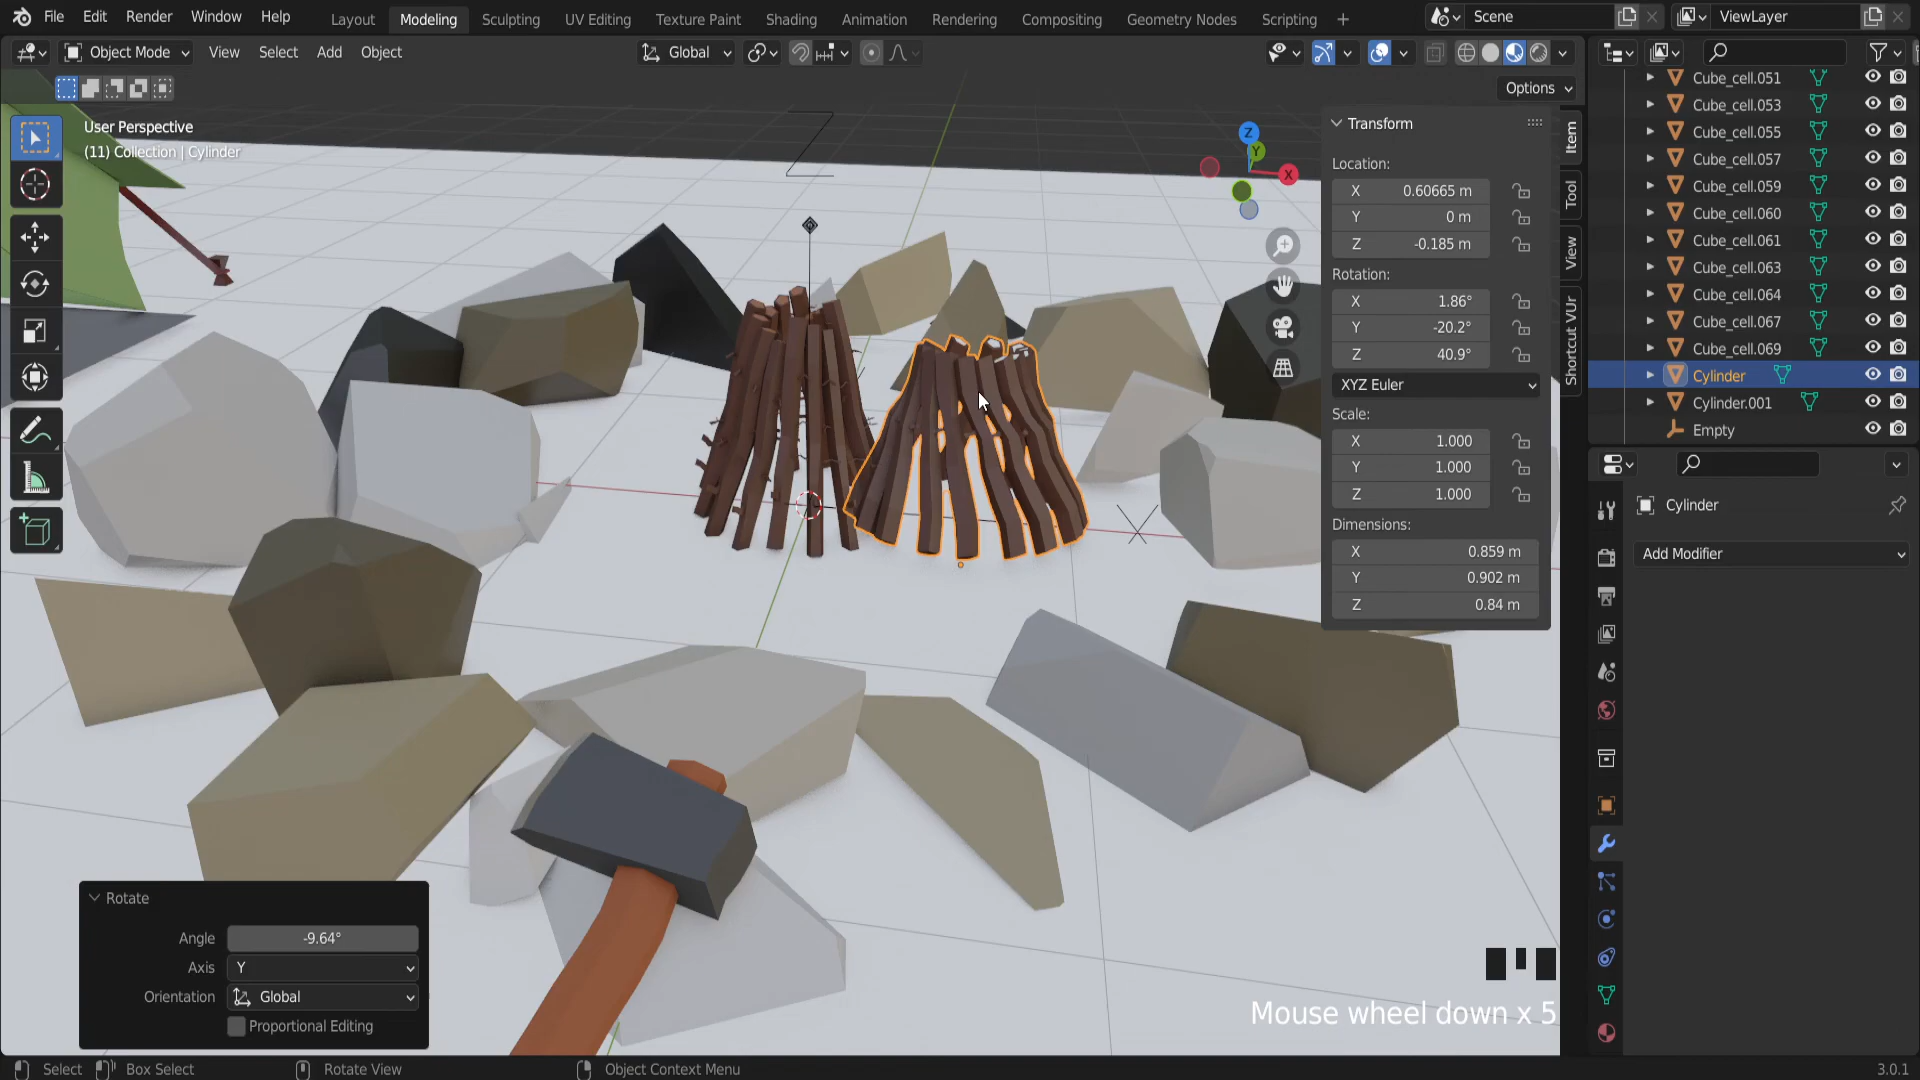 File Edit Render Window Help
Layout Modeling Sculpting UV Editing Texture Paint Shading Animation Rendering Compositing Geometry Nodes Scripting +
Scene
ViewLayer
Object Mode View Select Add Object
Global
Options
User Perspective
(11) Collection | Cylinder
Z
Y
X
Transform
Location:
X 0.60665 m
Y 0 m
Z -0.185 m
Rotation:
X 1.86°
Y -20.2°
Z 40.9°
XYZ Euler
Scale:
X 1.000
Y 1.000
Z 1.000
Dimensions:
X 0.859 m
Y 0.902 m
Z 0.84 m
Item
Tool
View
Shortcut VUr
Cube_cell.051
Cube_cell.053
Cube_cell.055
Cube_cell.057
Cube_cell.059
Cube_cell.060
Cube_cell.061
Cube_cell.063
Cube_cell.064
Cube_cell.067
Cube_cell.069
Cylinder
Cylinder.001
Empty
Cylinder
Add Modifier
Rotate
Angle -9.64°
Axis Y
Orientation Global
Proportional Editing
Mouse wheel down x 5
Select Box Select Rotate View Object Context Menu 3.0.1